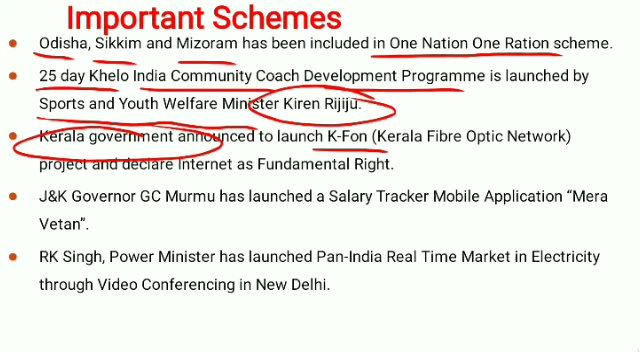 Important Schemes
• Odisha, Sikkim and Mizoram has been included in One Nation One Ration scheme.
• 25 day Khelo India Community Coach Development Programme is launched by
Sports and Youth Welfare Minister Kiren Rijiju.
• Kerala government announced to launch K-Fon (Kerala Fibre Optic Network)
project and declare Internet as Fundamental Right.
• J&K Governor GC Murmu has launched a Salary Tracker Mobile Application “Mera
Vetan”.
• RK Singh, Power Minister has launched Pan-India Real Time Market in Electricity
through Video Conferencing in New Delhi.